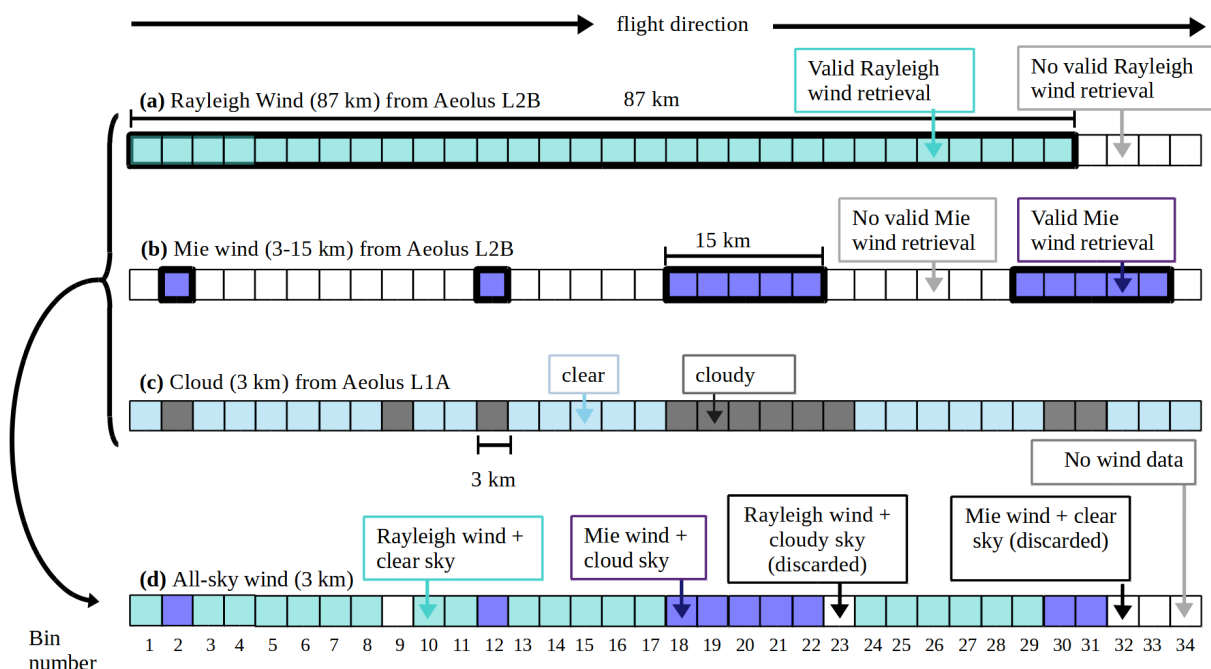 flight direction
Valid Rayleigh
wind retrieval
No valid Rayleigh
wind retrieval
(a) Rayleigh Wind (87 km) from Aeolus L2B
87 km
No valid Mie
wind retrieval
Valid Mie
wind retrieval
(b) Mie wind (3-15 km) from Aeolus L2B
15 km
clear
cloudy
(c) Cloud (3 km) from Aeolus L1A
3 km
No wind data
Rayleigh wind +
clear sky
Mie wind +
cloud sky
Rayleigh wind +
cloudy sky
(discarded)
Mie wind + clear
sky (discarded)
(d) All-sky wind (3 km)
Bin
number
1 2 3 4 5 6 7 8 9 10 11 12 13 14 15 16 17 18 19 20 21 22 23 24 25 26 27 28 29 30 31 32 33 34